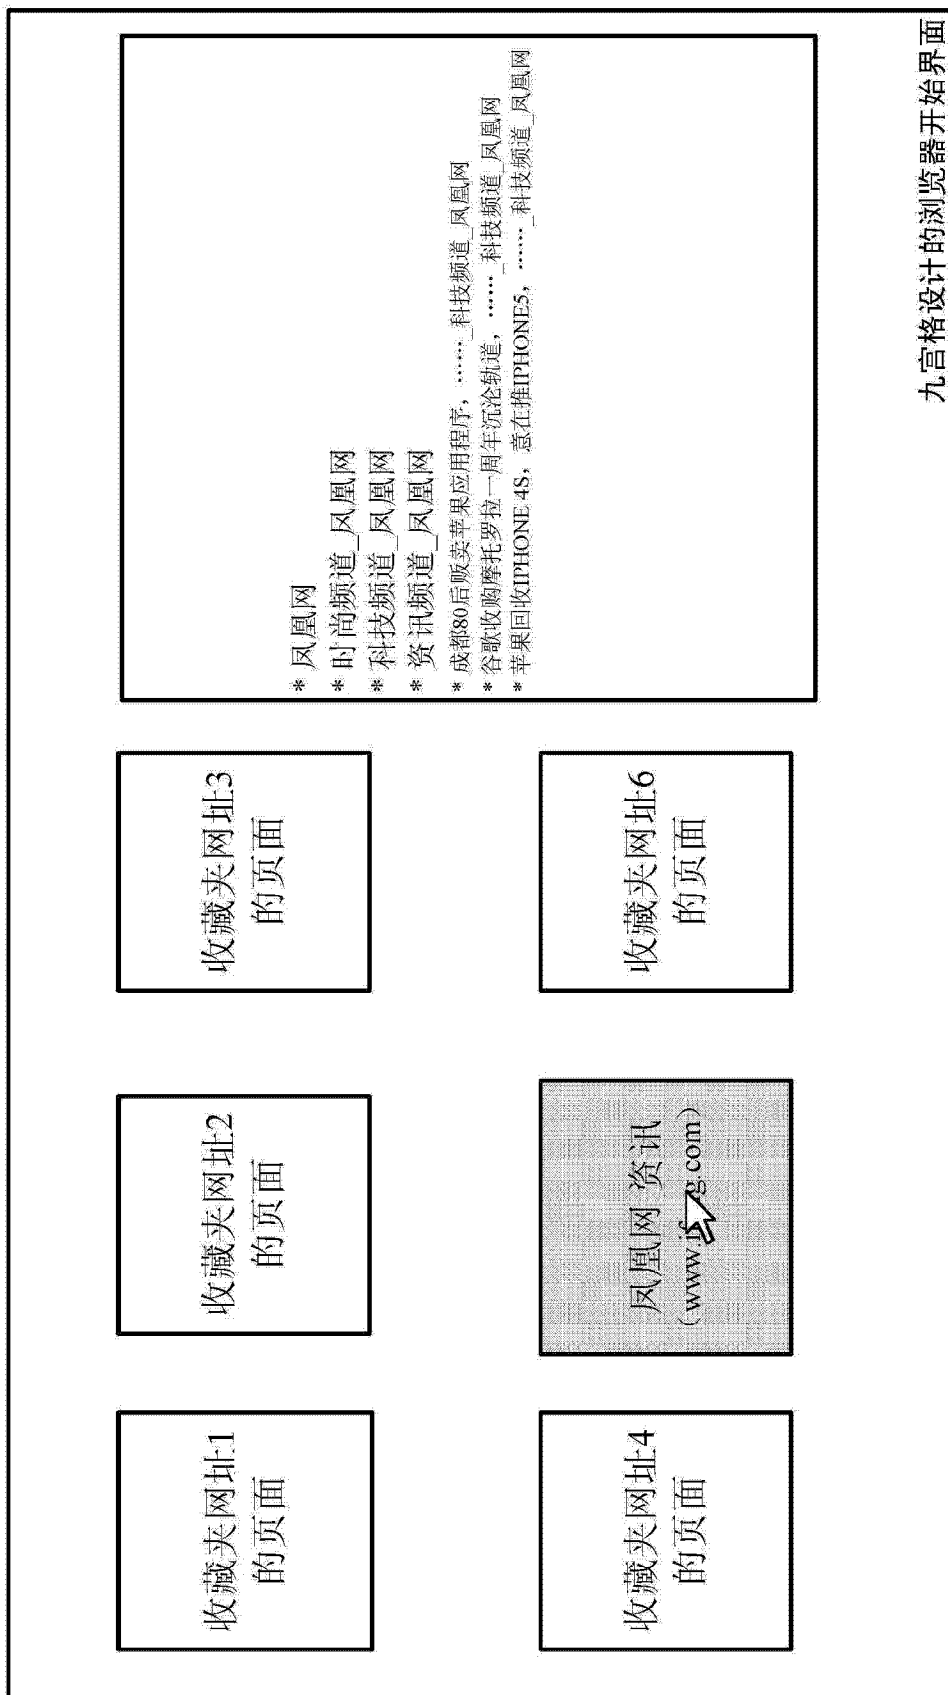 收藏夹网址1
的页面
收藏夹网址2
的页面
收藏夹网址3
的页面
* 凤凰网
* 时尚频道_凤凰网
* 科技频道_凤凰网
* 资讯频道_凤凰网
* 成都80后贩卖苹果应用程序，……_科技频道_凤凰网
* 谷歌收购摩托罗拉一周年沉沦轨道，……_科技频道_凤凰网
* 苹果回收IPHONE 4S，意在推IPHONE5，……_科技频道_凤凰网
收藏夹网址4
的页面
凤凰网 资讯
收藏夹网址6
的页面
九宫格设计的浏览器开始界面